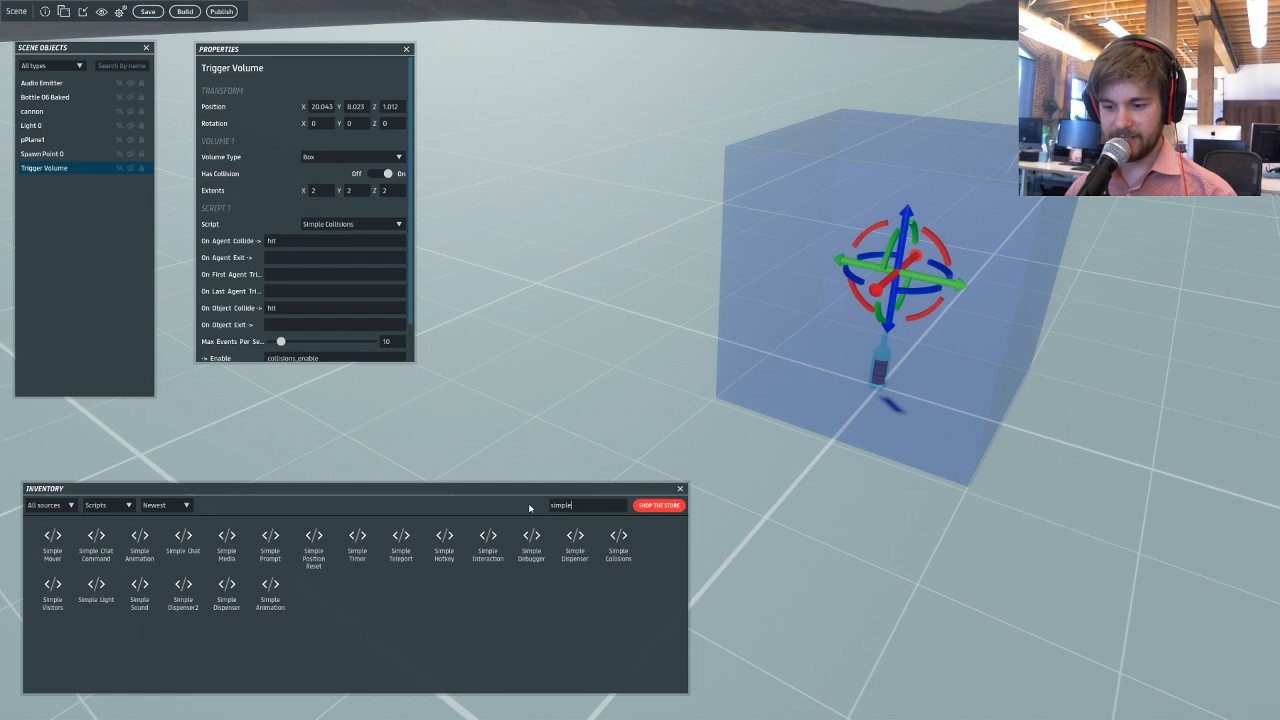 Scene Save Build Publish
SCENE OBJECTS
All types Search by name
Audio Emitter
Bottle 06 Baked
cannon
Light 0
pPlane1
Spawn Point 0
Trigger Volume
PROPERTIES
Trigger Volume
TRANSFORM
Position X 20.043 Y 8.023 Z 1.012
Rotation X 0 Y 0 Z 0
VOLUME 1
Volume Type Box
Has Collision Off On
Extents X 2 Y 2 Z 2
SCRIPT 1
Script Simple Collisions
On Agent Collide -> hit
On Agent Exit ->
On First Agent Tri...
On Last Agent Tri...
On Object Collide -> hit
On Object Exit ->
Max Events Per Se... 10
-> Enable collisions_enable
INVENTORY
All sources Scripts Newest simple SHOP THE STORE
Simple Mover
Simple Chat Command
Simple Animation
Simple Chat
Simple Media
Simple Prompt
Simple Position Reset
Simple Timer
Simple Teleport
Simple Hotkey
Simple Interaction
Simple Debugger
Simple Dispenser
Simple Collisions
Simple Visitors
Simple Light
Simple Sound
Simple Dispenser2
Simple Dispenser
Simple Animation